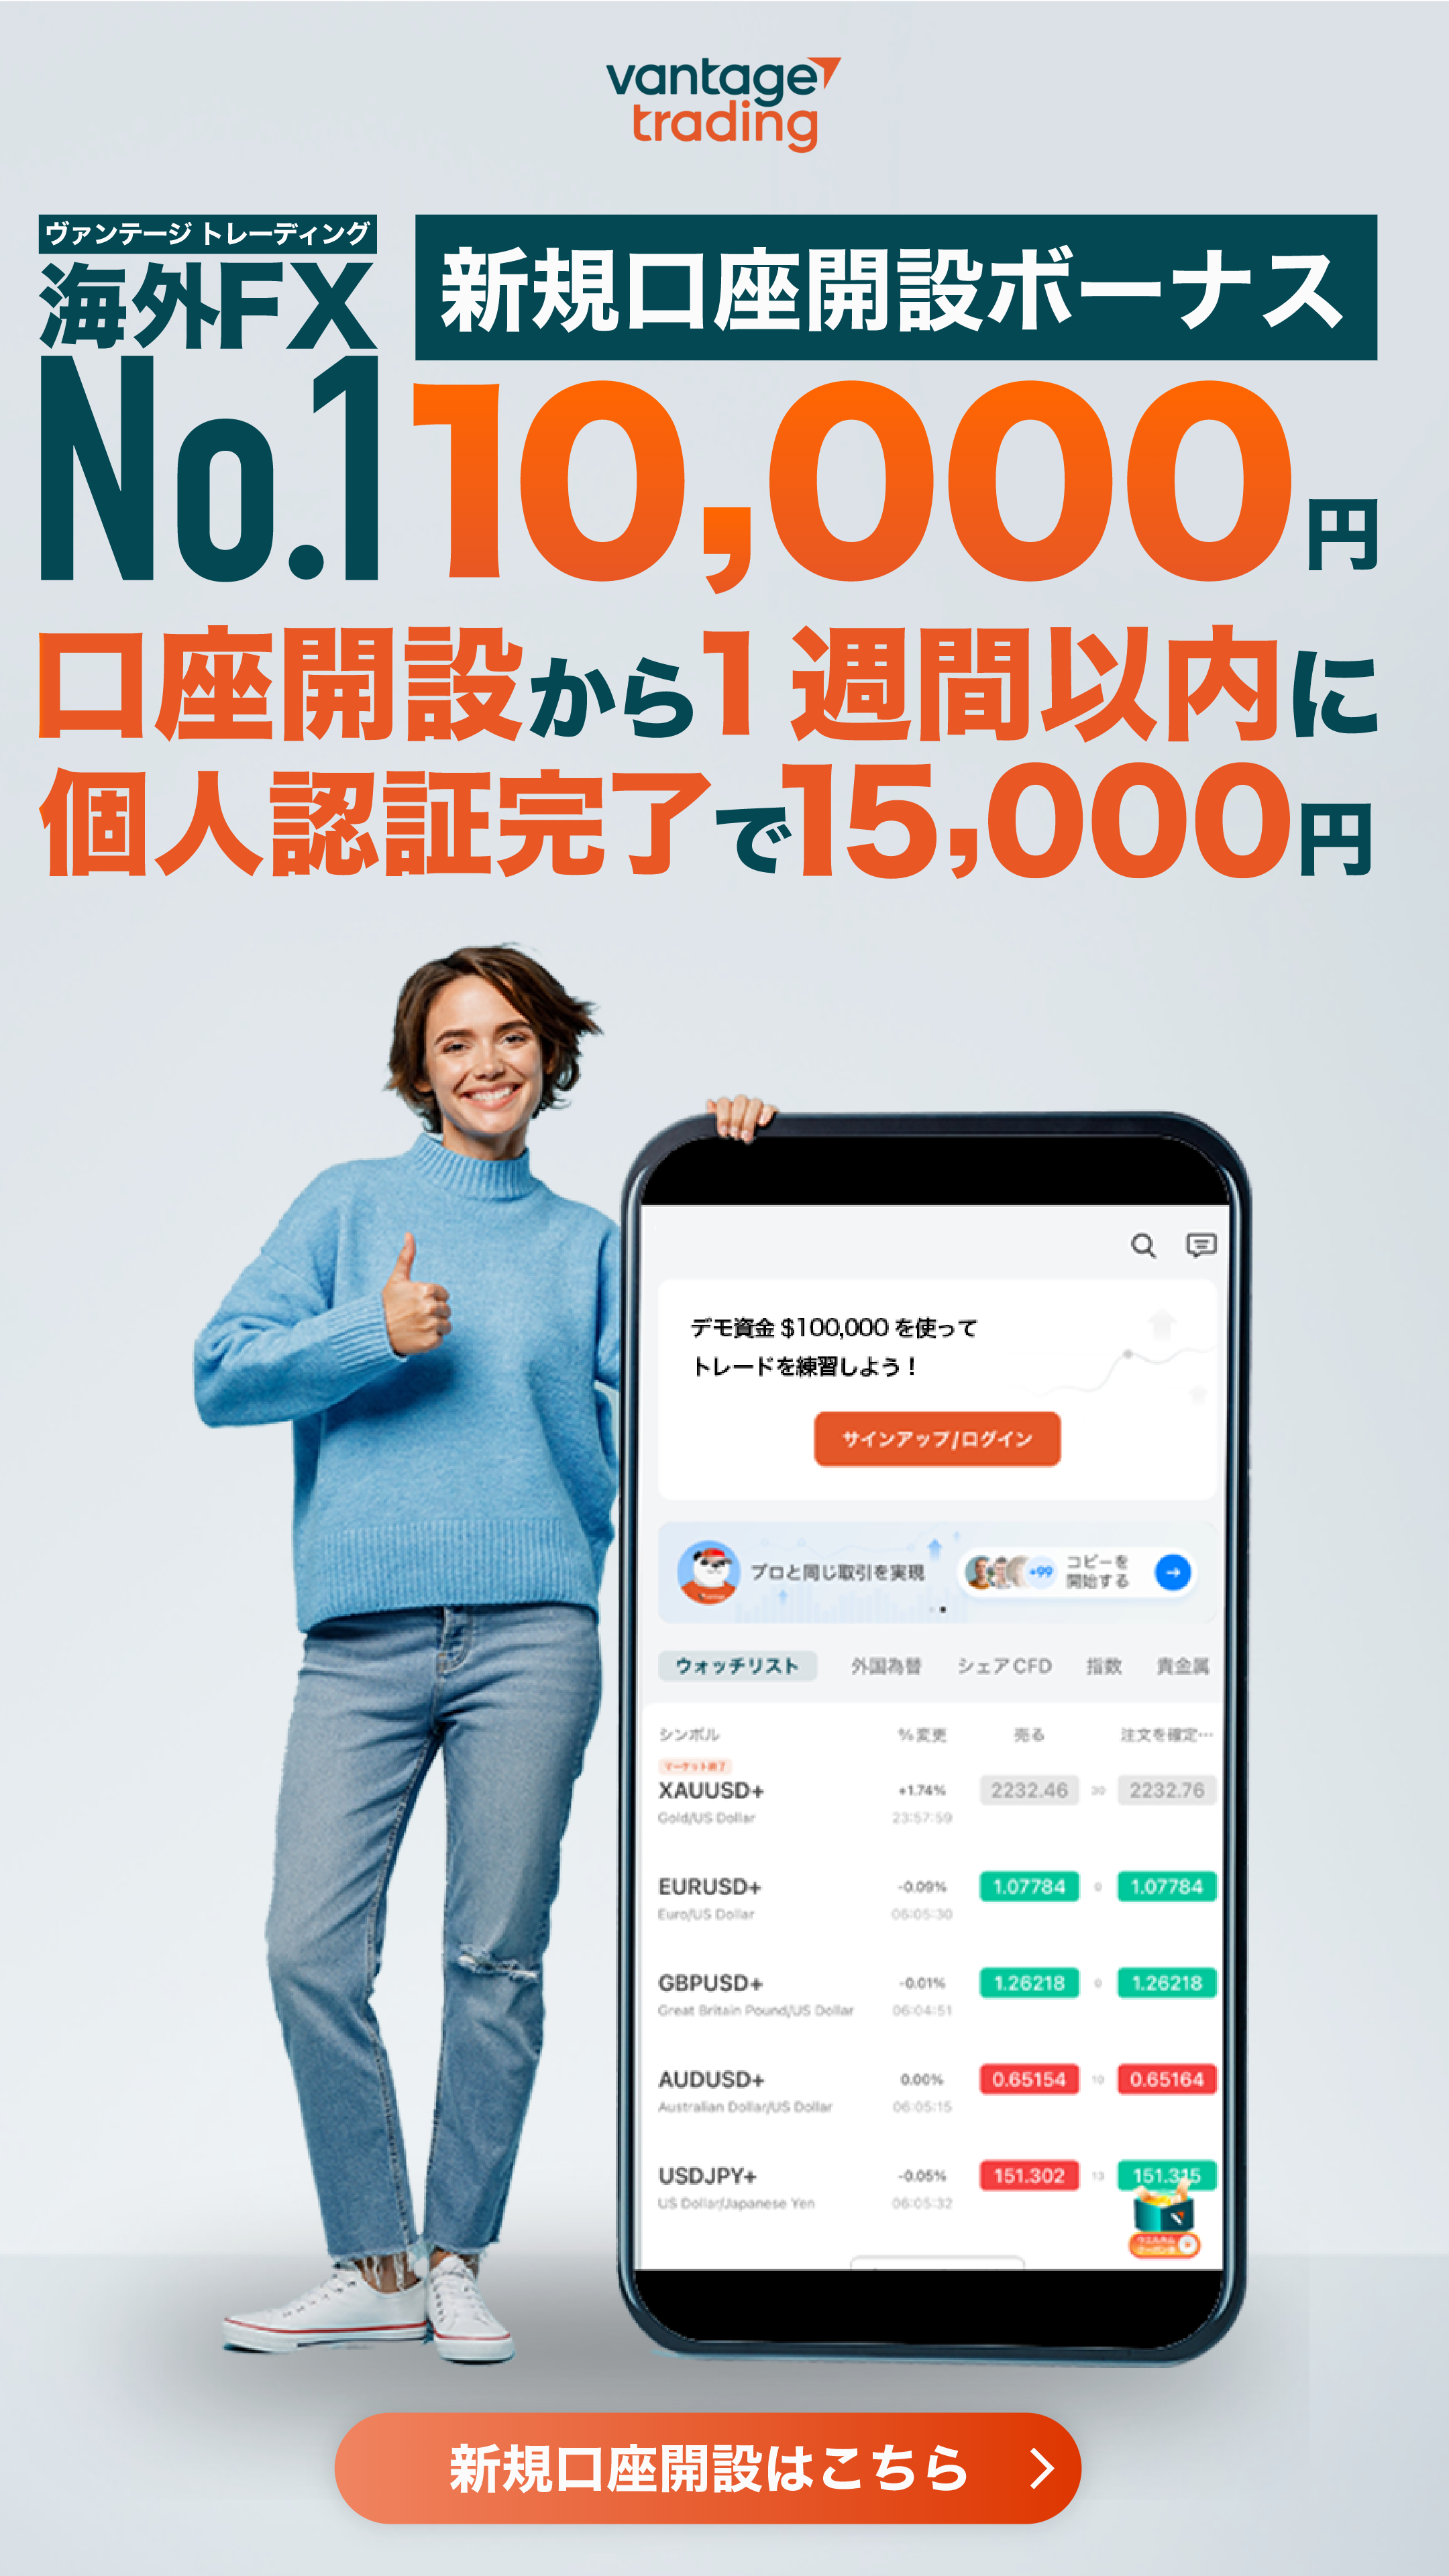 vantage
trading
ヴァンテージ トレーディング
海外FX
No.1
新規口座開設ボーナス
10,000円
口座開設から1週間以内に
個人認証完了で15,000円
デモ資金 $100,000 を使って
トレードを練習しよう！
サインアップ/ログイン
プロと同じ取引を実現
+99
コピーを
開始する
ウォッチリスト 外国為替 シェアCFD 指数 貴金属
シンボル %変更 売る 注文を確定…
マーケット終了
XAUUSD+ +1.74% 2232.46 30 2232.76
Gold/US Dollar 23:57:59
EURUSD+ -0.09% 1.07784 0 1.07784
Euro/US Dollar 06:05:30
GBPUSD+ -0.01% 1.26218 0 1.26218
Great Britain Pound/US Dollar 06:04:51
AUDUSD+ 0.00% 0.65154 10 0.65164
Australian Dollar/US Dollar 06:05:15
USDJPY+ -0.05% 151.302 13 151.315
US Dollar/Japanese Yen 06:05:32
新規口座開設はこちら